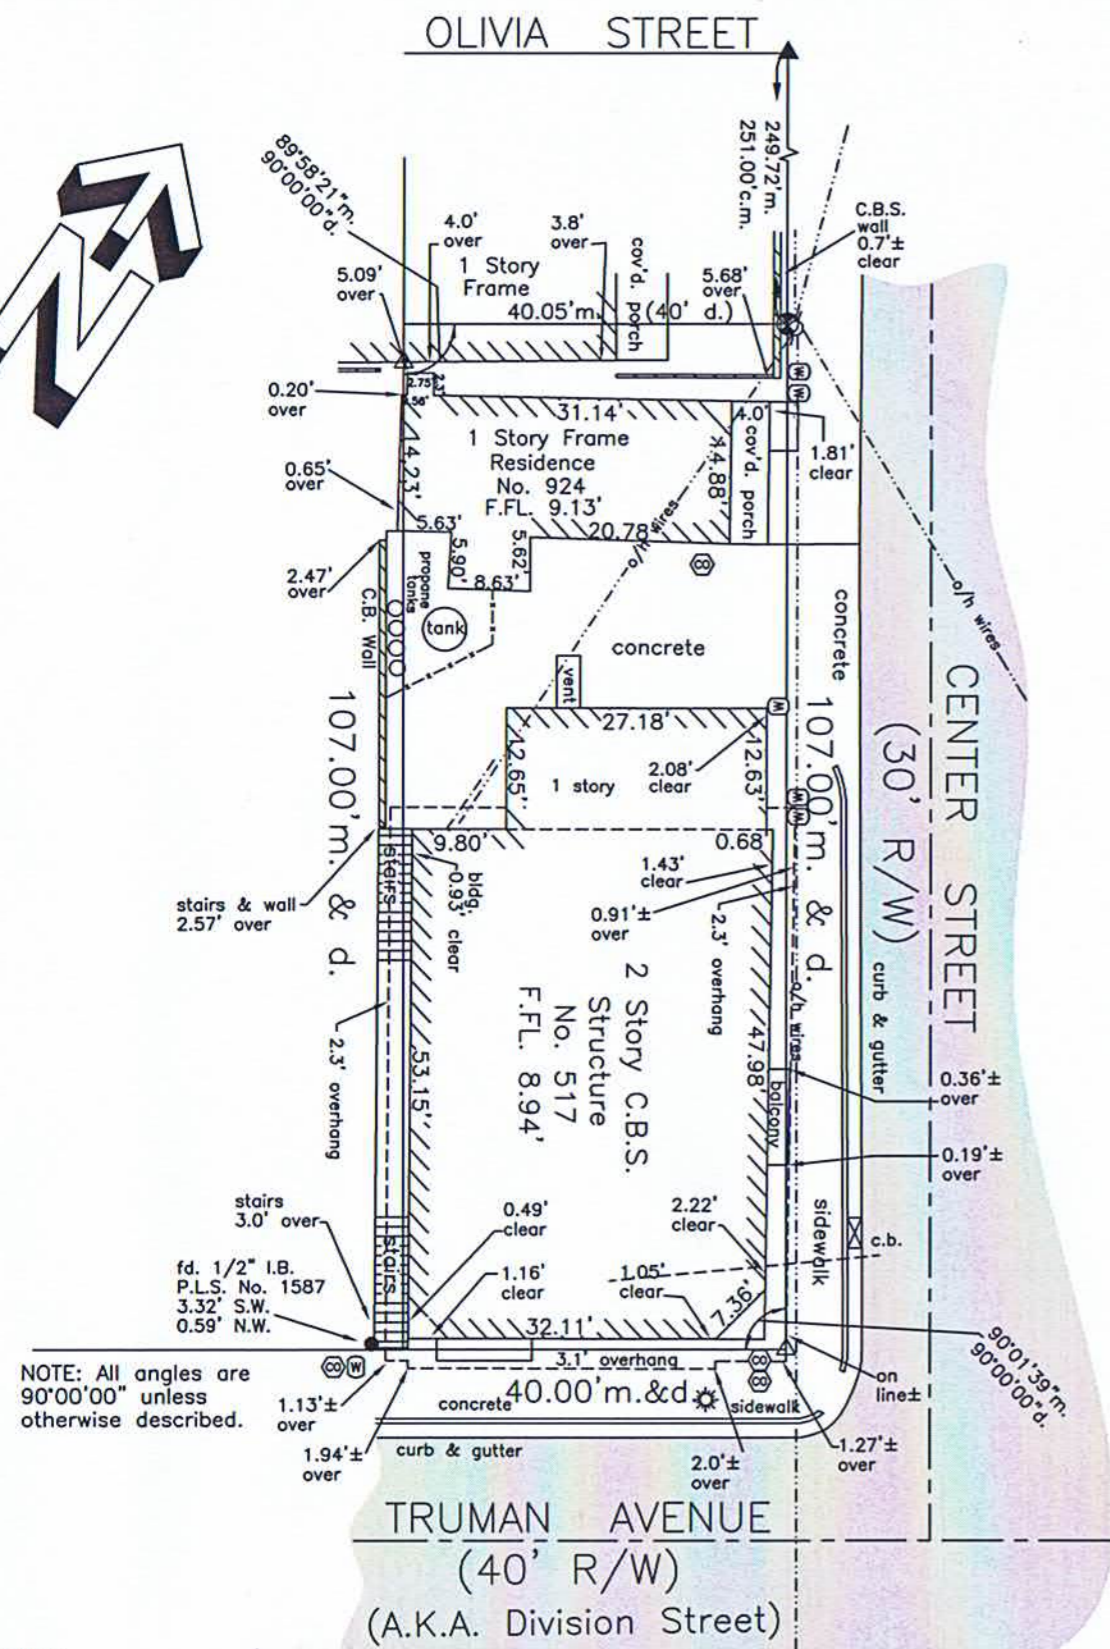 OLIVIA STREET
249.72'm.
251.00'c.m.
89°58'21"m.
90°00'00"d.
4.0'
over
3.8'
over
C.B.S.
wall
0.7'±
clear
5.09'
over
1 Story
Frame
cov'd. porch
5.68'
over
40.05'm.
(40' d.)
N
W
W
0.20'
over
2.75'
2.3'
31.14'
4.0'
1 Story Frame
Residence
No. 924
F.FL. 9.13'
14.23'
14.88'
cov'd. porch
1.81'
clear
0.65'
over
5.63'
5.90'
8.63'
5.62'
20.78'
o/h wires
CO
2.47'
over
C.B. Wall
propane
tanks
tank
concrete
concrete
o/h wires
vent
W
27.18'
12.65'
1 story
2.08'
clear
12.63'
107.00'm. & d.
107.00'm. & d.
CENTER STREET
(30' R/W)
W
W
9.80'
0.68
stairs
bldg.
0.93'
clear
1.43'
clear
0.91'±
over
stairs & wall
2.57' over
2.3' overhang
2.3' overhang
o/h wires
curb & gutter
2 Story C.B.S.
Structure
No. 517
F.FL. 8.94'
53.15'
47.98'
balcony
0.36'±
over
0.19'±
over
stairs
3.0' over
stairs
0.49'
clear
2.22'
clear
sidewalk
c.b.
fd. 1/2" I.B.
P.L.S. No. 1587
3.32' S.W.
0.59' N.W.
1.16'
clear
1.05'
clear
7.36'
32.11'
90°01'39"m.
90°00'00"d.
NOTE: All angles are
90°00'00" unless
otherwise described.
CO
W
3.1' overhang
CO
CO
on
line±
1.13'±
over
40.00'm.&d.
concrete
sidewalk
1.94'±
over
curb & gutter
2.0'±
over
1.27'±
over
TRUMAN AVENUE
(40' R/W)
(A.K.A. Division Street)